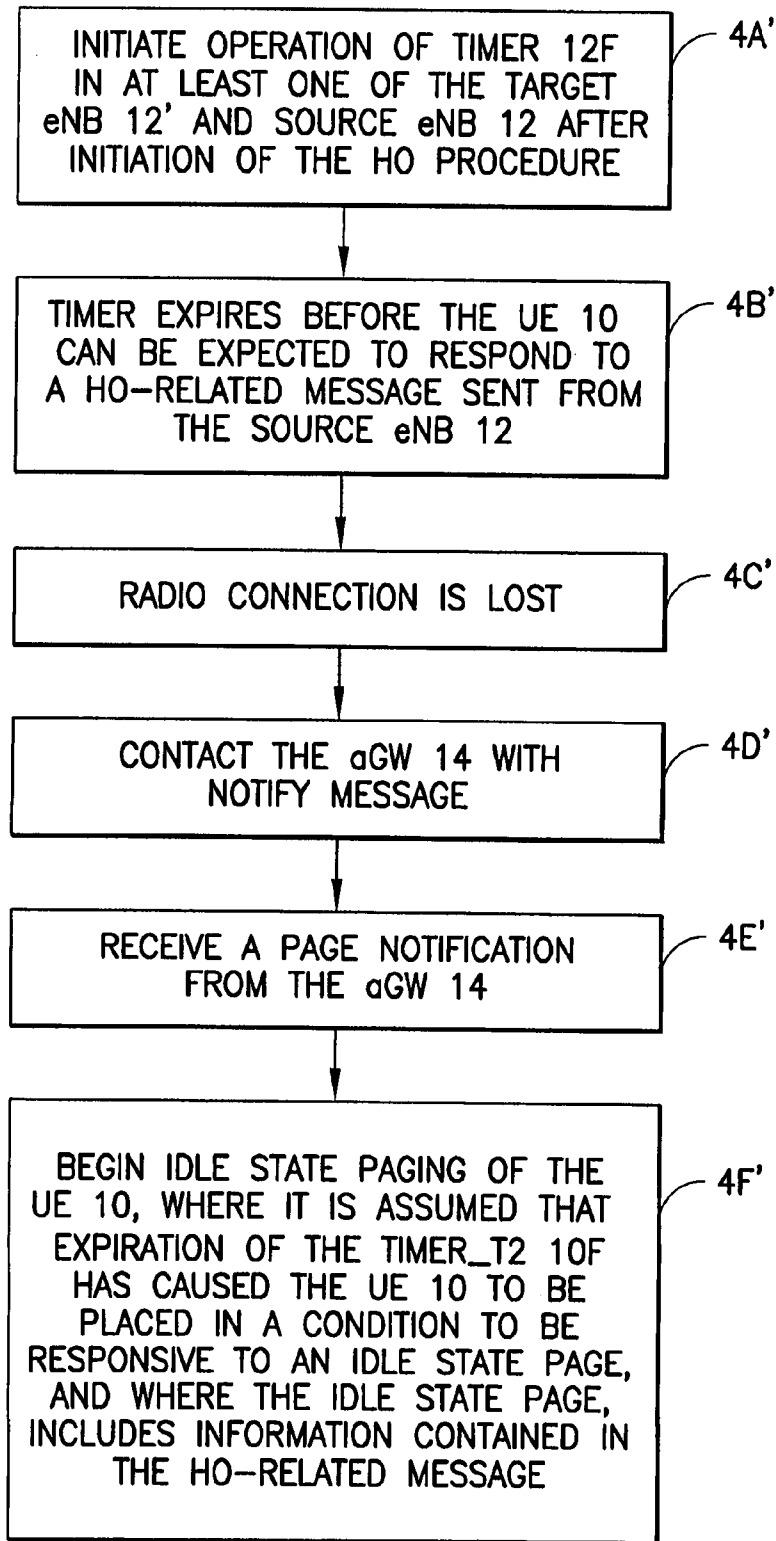 INITIATE OPERATION OF TIMER 12F
IN AT LEAST ONE OF THE TARGET
eNB 12' AND SOURCE eNB 12 AFTER
INITIATION OF THE HO PROCEDURE
4A'
TIMER EXPIRES BEFORE THE UE 10
CAN BE EXPECTED TO RESPOND TO
A HO-RELATED MESSAGE SENT FROM
THE SOURCE eNB 12
4B'
RADIO CONNECTION IS LOST
4C'
CONTACT THE aGW 14 WITH
NOTIFY MESSAGE
4D'
RECEIVE A PAGE NOTIFICATION
FROM THE aGW 14
4E'
BEGIN IDLE STATE PAGING OF THE
UE 10, WHERE IT IS ASSUMED THAT
EXPIRATION OF THE TIMER_T2 10F
HAS CAUSED THE UE 10 TO BE
PLACED IN A CONDITION TO BE
RESPONSIVE TO AN IDLE STATE PAGE,
AND WHERE THE IDLE STATE PAGE,
INCLUDES INFORMATION CONTAINED IN
THE HO-RELATED MESSAGE
4F'